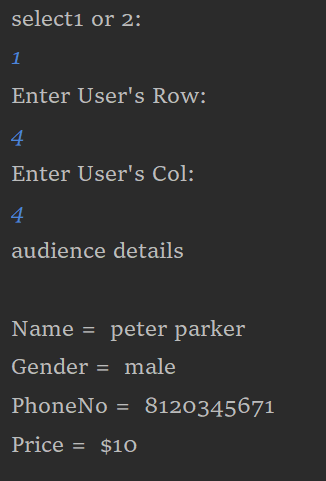 select1 or 2:
1
Enter User's Row:
4
Enter User's Col:
4
audience details
Name =  peter parker
Gender =  male
PhoneNo =  8120345671
Price =  $10